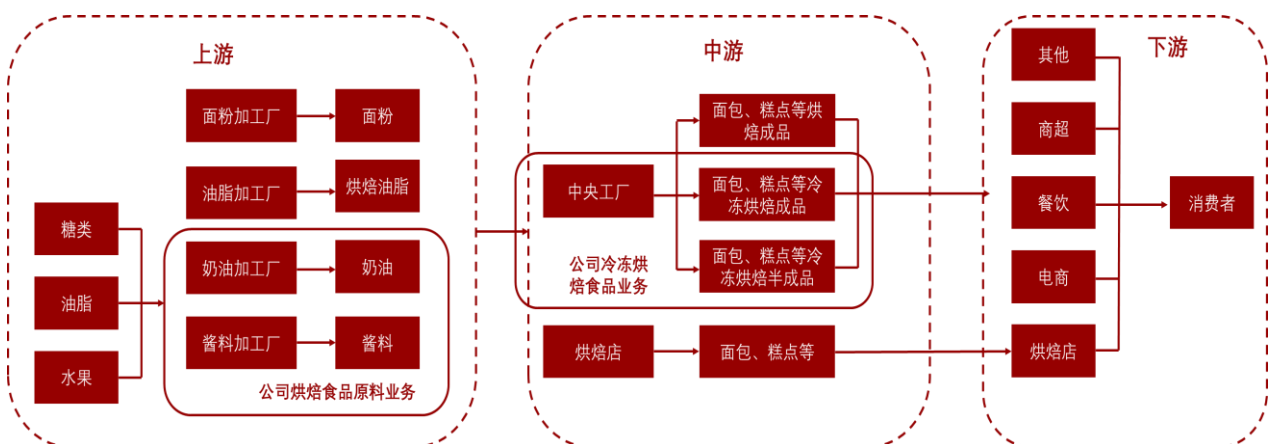 上游
面粉加工厂
面粉
油脂加工厂
烘焙油脂
糖类
油脂
水果
奶油加工厂
奶油
酱料加工厂
酱料
公司烘焙食品原料业务
中游
面包、糕点等烘
焙成品
中央工厂
面包、糕点等冷
冻烘焙成品
面包、糕点等冷
冻烘焙半成品
公司冷冻烘
焙食品业务
烘焙店
面包、糕点等
下游
其他
商超
餐饮
电商
烘焙店
消费者